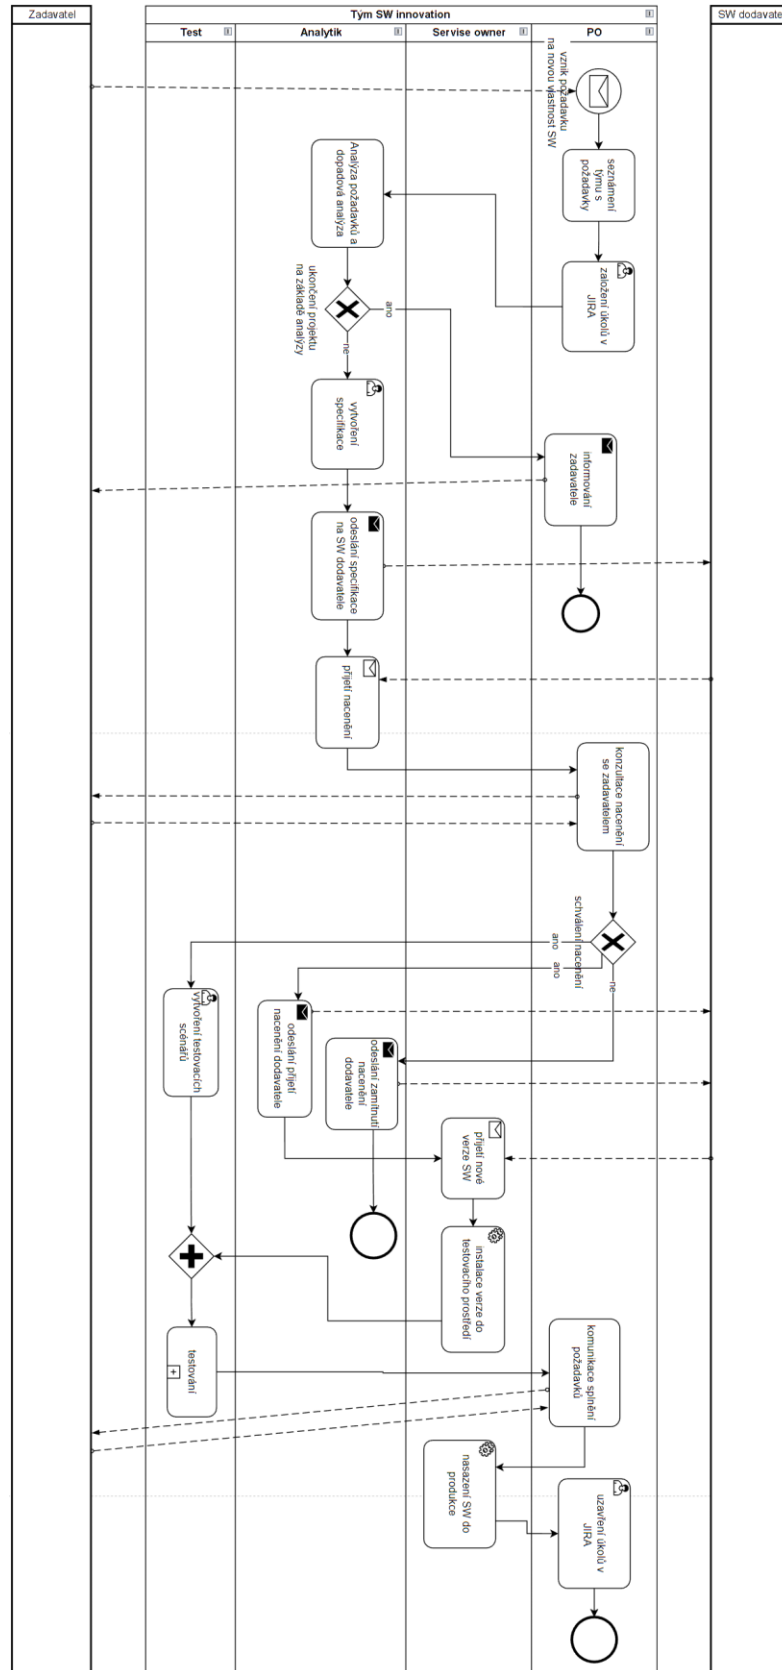 Zadavatel
Tým SW innovation
SW dodavate
Test
Analytik
Servise owner
PO
vznik požadavku
na novou vlastnost SW
seznámení
týmu s
požadavky
založení úkolů v
JIRA
Analýza požadavků a
dopadová analýza
ukončení projektu
na základě analýzy
ano
ne
vytvoření
specifikace
informování
zadavatele
odeslání specifikace
na SW dodavatele
přijetí nacenění
konzultace nacenění
se zadavatelem
schválení nacenění
ano
ano
ne
vytvoření testovacích
scénářů
odeslání přijetí
nacenění dodavatele
odeslání zamítnutí
nacenění
dodavatele
přijetí nové
verze SW
instalace verze do
testovacího prostředí
testování
komunikace splnění
požadavků
nasazení SW do
produkce
uzavření úkolů v
JIRA